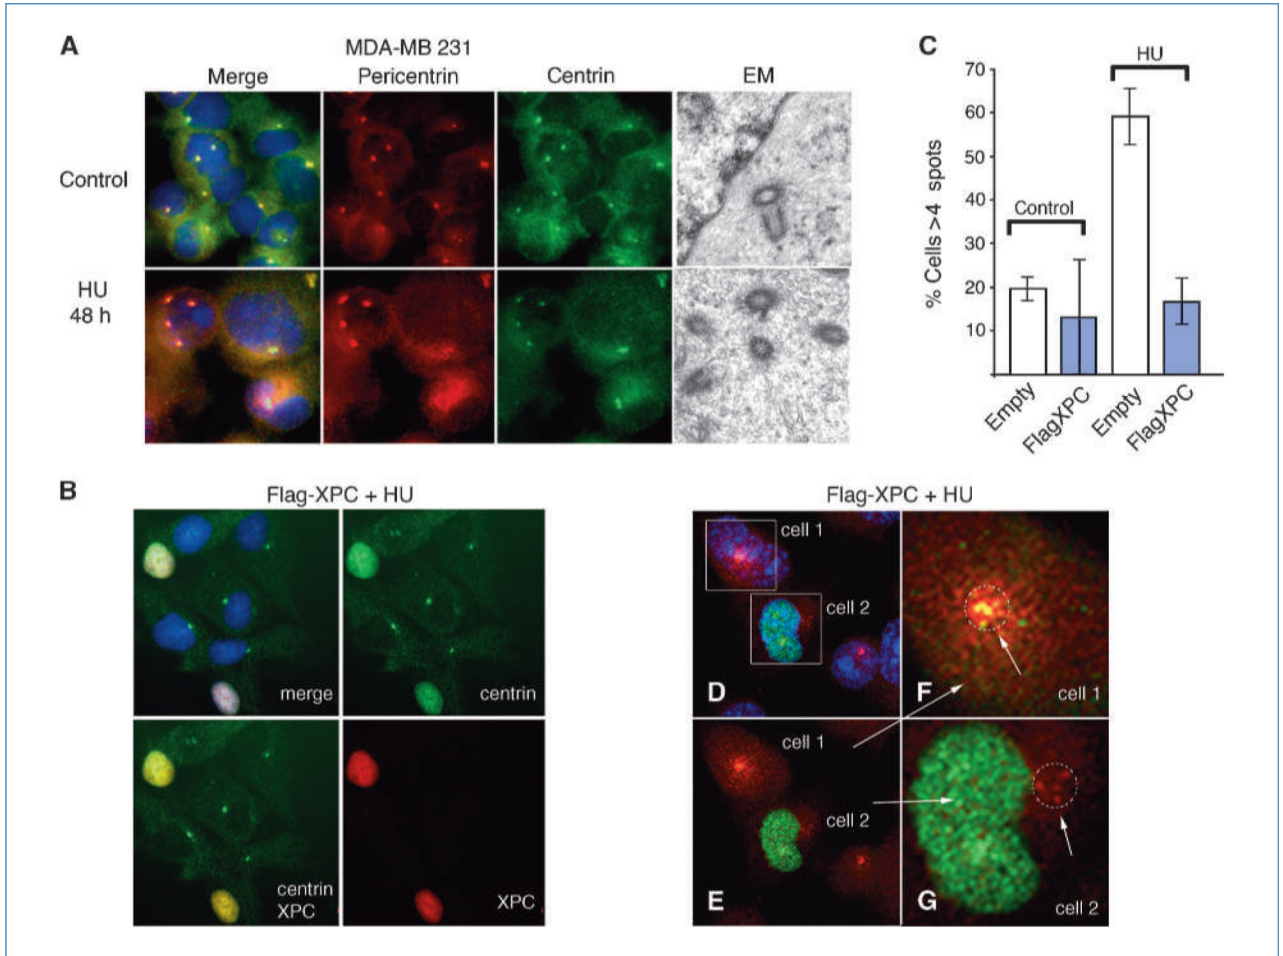 A
MDA-MB 231
Merge
Pericentrin
Centrin
EM
Control
HU
48 h
C
HU
Control
% Cells >4 spots
70
60
50
40
30
20
10
Empty
FlagXPC
Empty
FlagXPC
B
Flag-XPC + HU
merge
centrin
centrin
XPC
XPC
Flag-XPC + HU
cell 1
cell 2
D
F
cell 1
cell 1
cell 2
E
G
cell 2